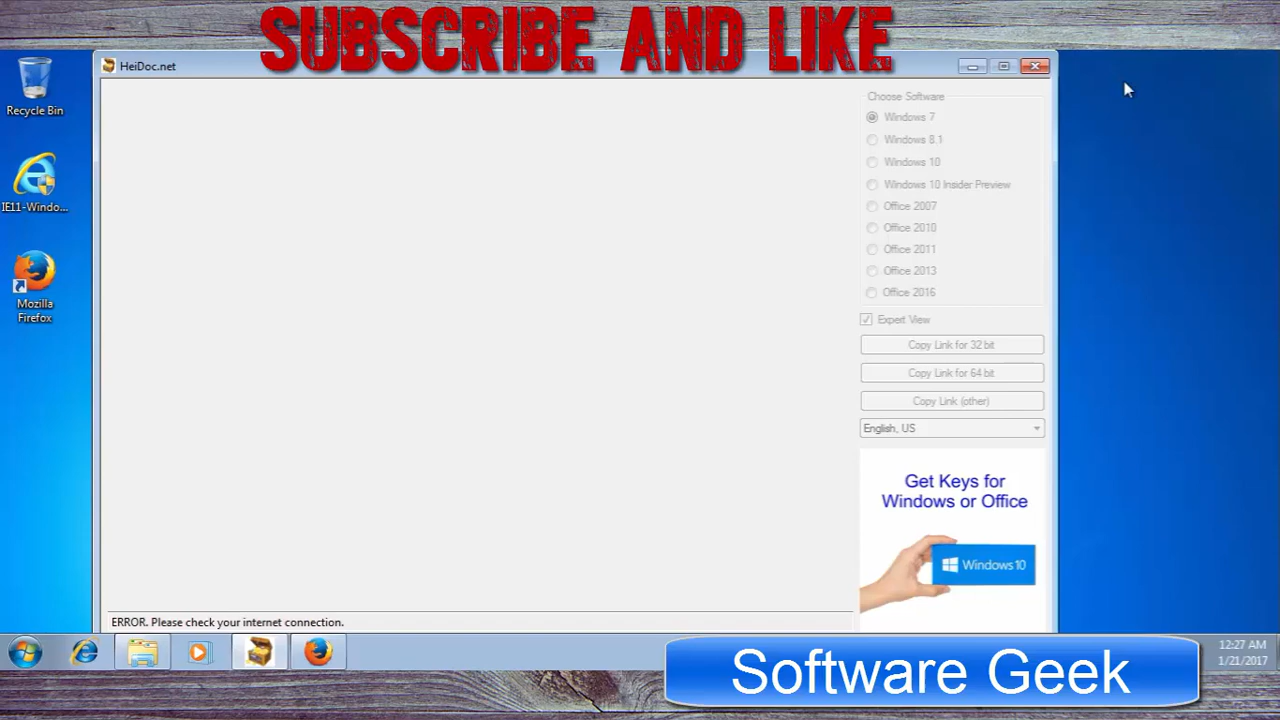 SUBSCRIBE AND LIKE
HeiDoc.net
Recycle Bin
IE11-Windo...
Mozilla
Firefox
Choose Software
Windows 7
Windows 8.1
Windows 10
Windows 10 Insider Preview
Office 2007
Office 2010
Office 2011
Office 2013
Office 2016
Expert View
Copy Link for 32 bit
Copy Link for 64 bit
Copy Link (other)
English, US
Get Keys for
Windows or Office
Windows 10
ERROR. Please check your internet connection.
12:27 AM
1/21/2017
Software Geek